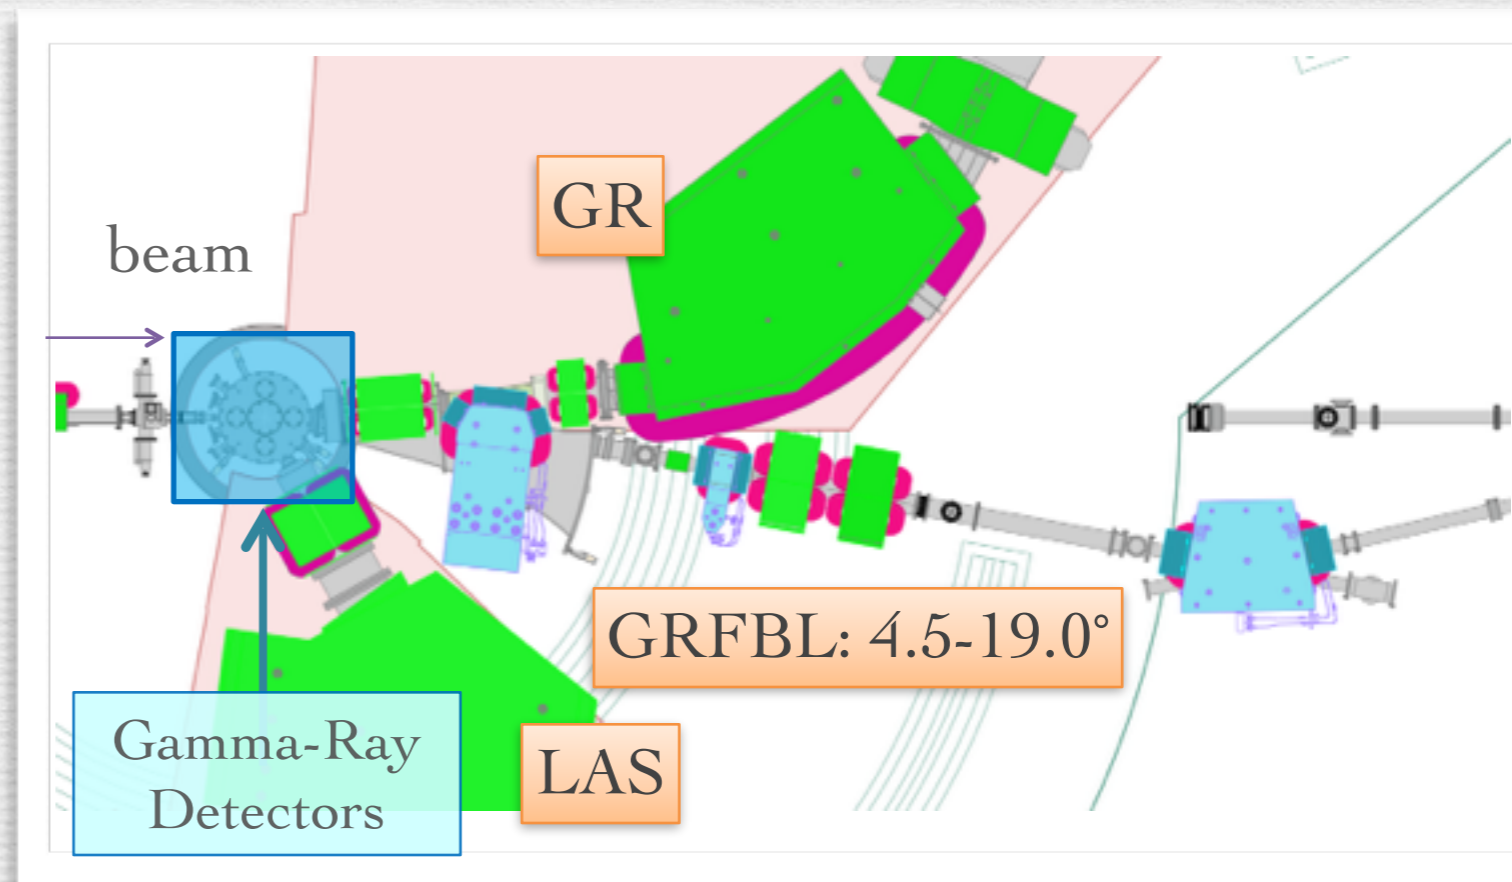 GR
beam
GRFBL: 4.5-19.0°
Gamma-Ray
Detectors
LAS